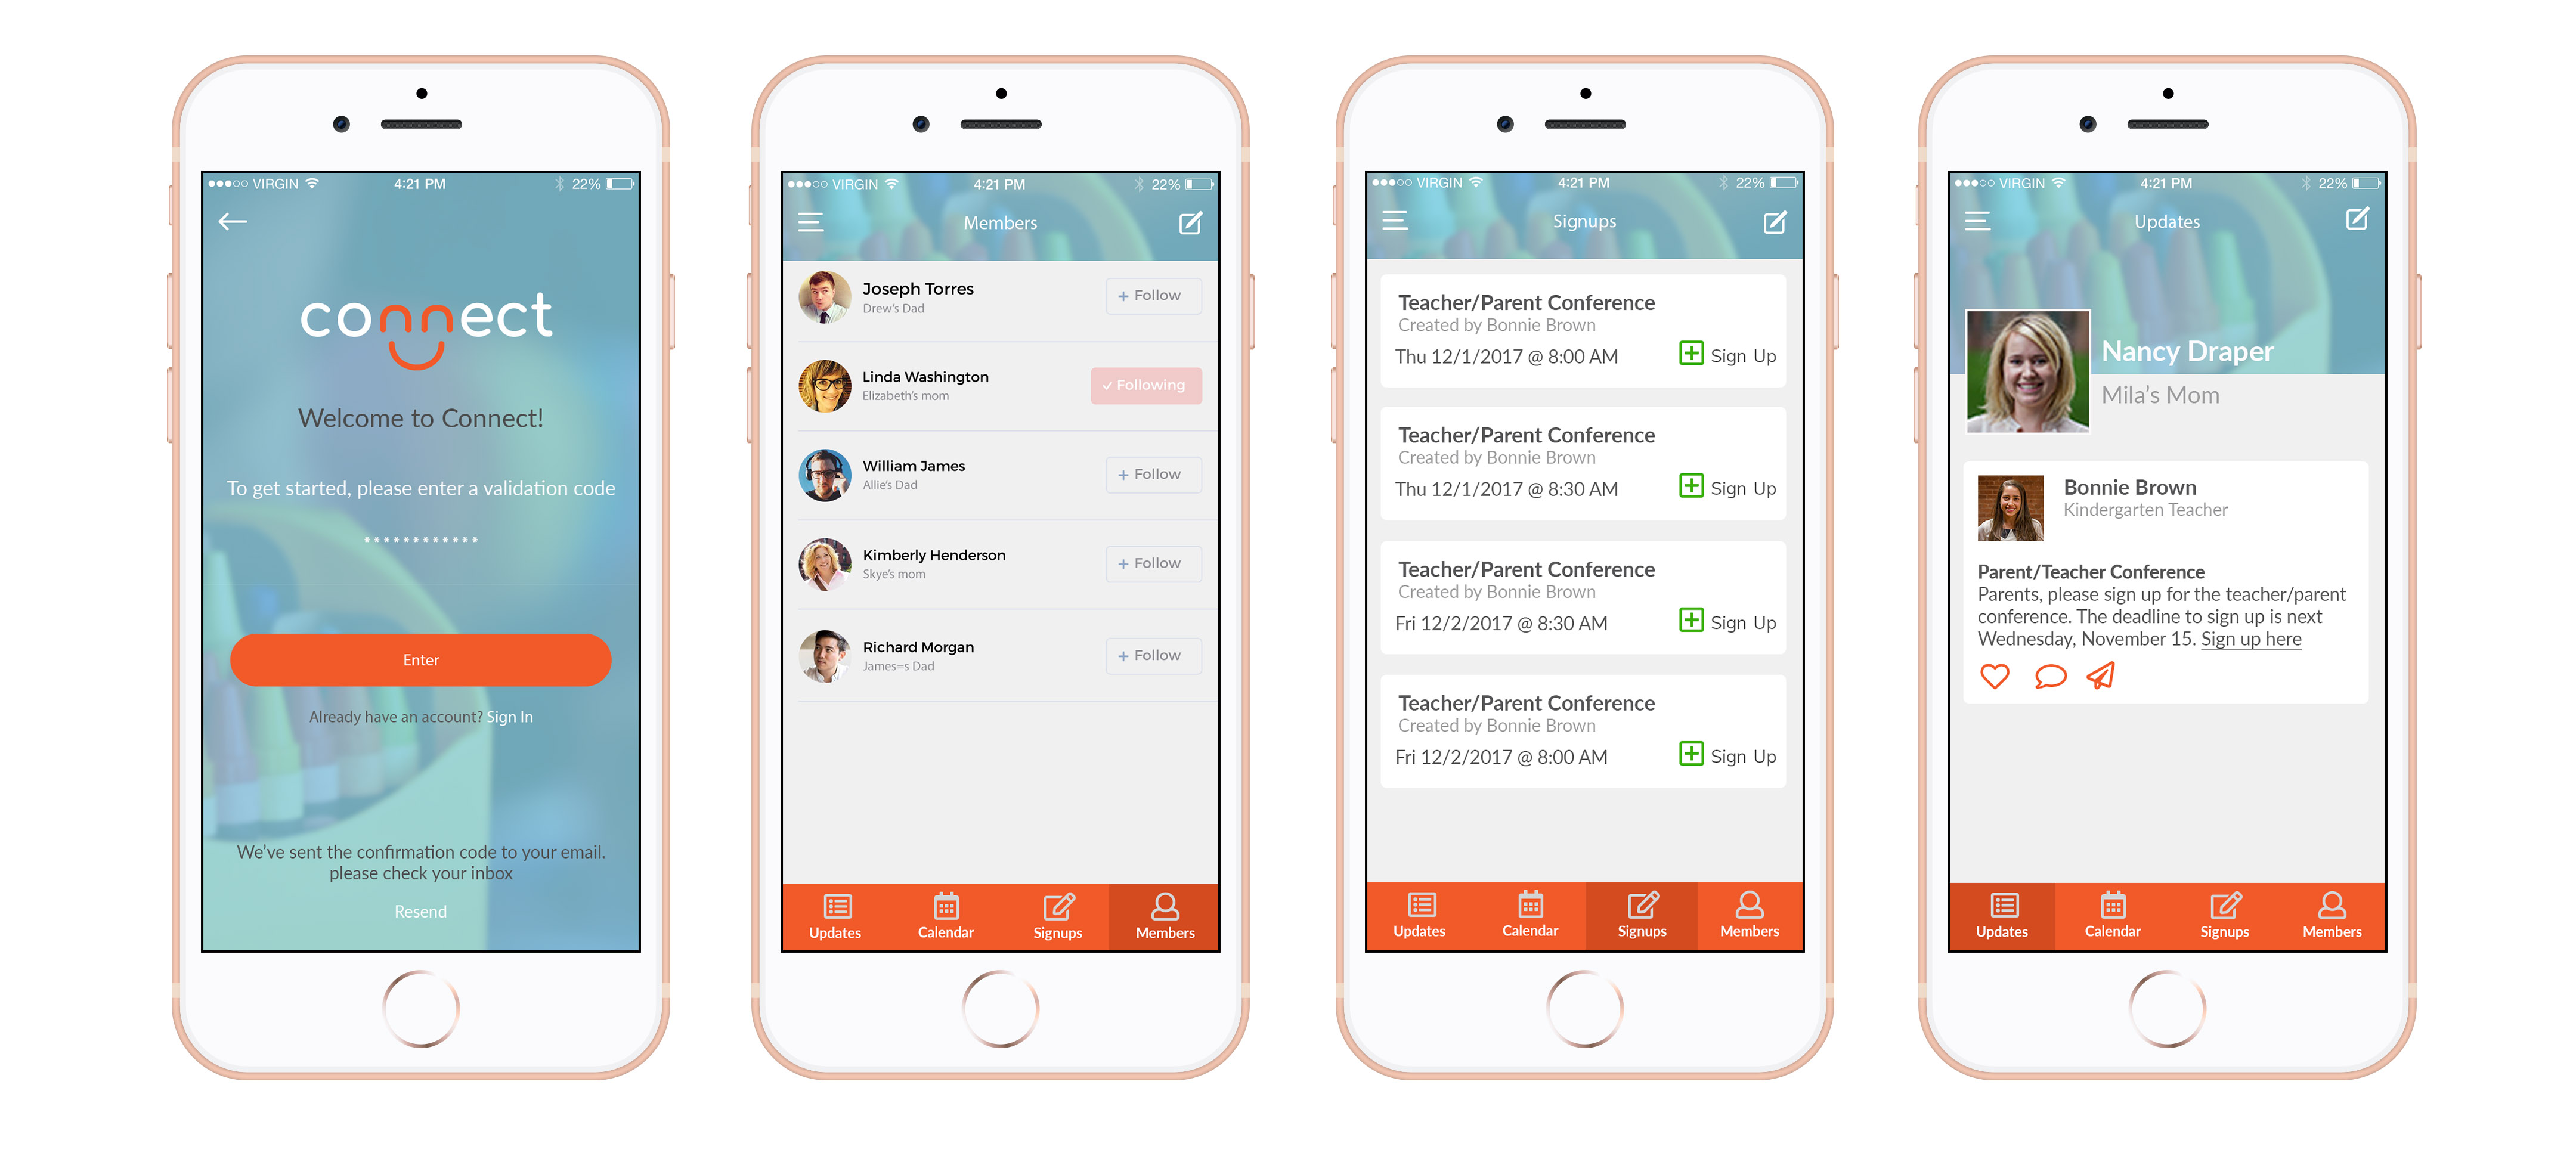 VIRGIN 4:21 PM 22%
connect
Welcome to Connect!
To get started, please enter a validation code
************
Enter
Already have an account? Sign In
We've sent the confirmation code to your email.
please check your inbox
Resend
VIRGIN 4:21 PM 22%
Members
Joseph Torres
Drew's Dad
+ Follow
Linda Washington
Elizabeth's mom
✓ Following
William James
Allie's Dad
+ Follow
Kimberly Henderson
Skye's mom
+ Follow
Richard Morgan
James=s Dad
+ Follow
Updates Calendar Signups Members
VIRGIN 4:21 PM 22%
Signups
Teacher/Parent Conference
Created by Bonnie Brown
Thu 12/1/2017 @ 8:00 AM Sign Up
Teacher/Parent Conference
Created by Bonnie Brown
Thu 12/1/2017 @ 8:30 AM Sign Up
Teacher/Parent Conference
Created by Bonnie Brown
Fri 12/2/2017 @ 8:30 AM Sign Up
Teacher/Parent Conference
Created by Bonnie Brown
Fri 12/2/2017 @ 8:00 AM Sign Up
Updates Calendar Signups Members
VIRGIN 4:21 PM 22%
Updates
Nancy Draper
Mila's Mom
Bonnie Brown
Kindergarten Teacher
Parent/Teacher Conference
Parents, please sign up for the teacher/parent
conference. The deadline to sign up is next
Wednesday, November 15. Sign up here
Updates Calendar Signups Members